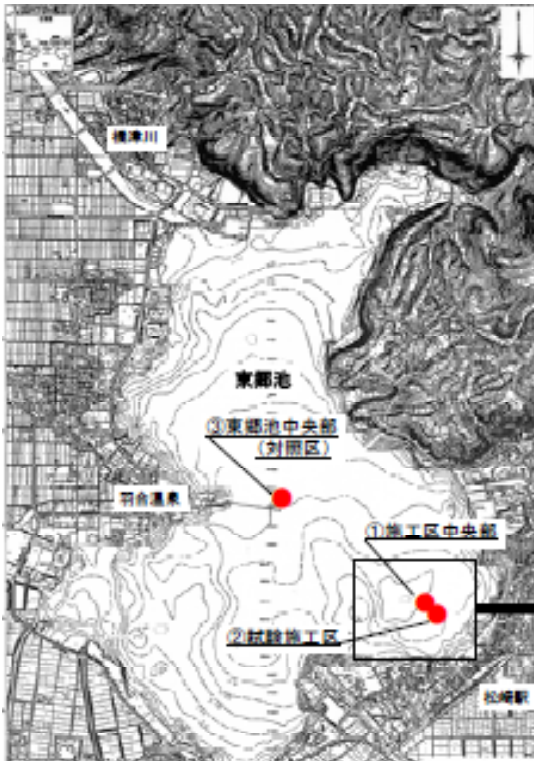 橋津川
東郷池
③東郷池中央部
（対照区）
羽合温泉
①施工区中央部
②試験施工区
松崎駅